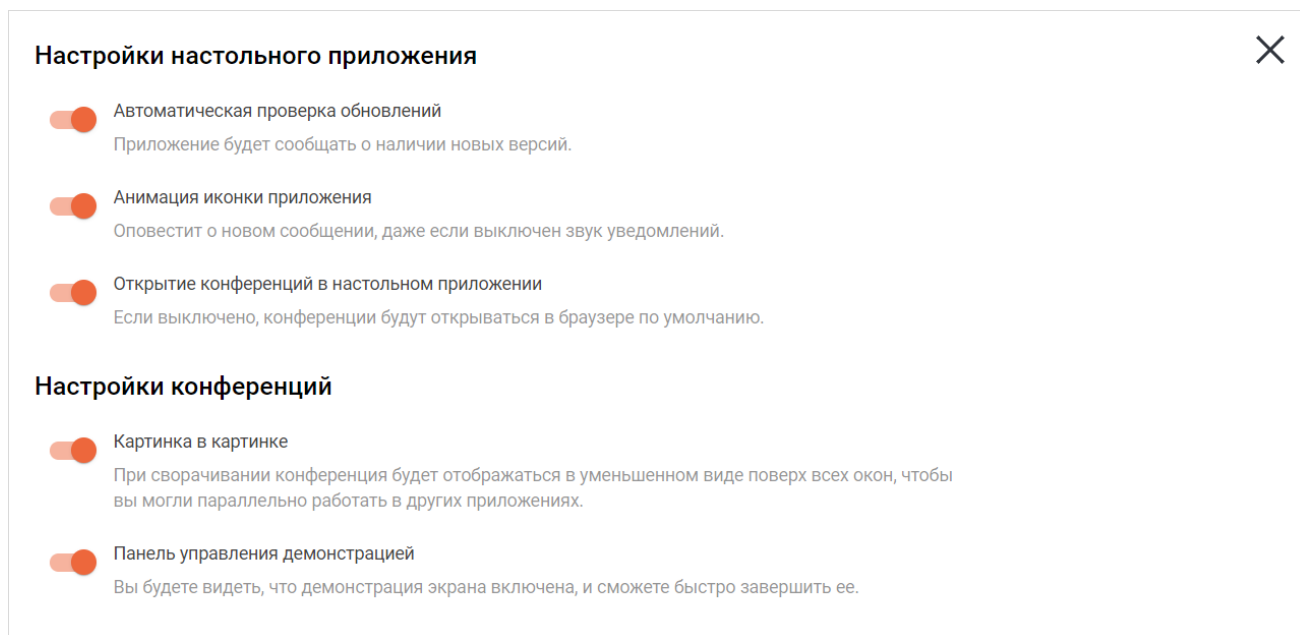 Настройки настольного приложения
Автоматическая проверка обновлений
Приложение будет сообщать о наличии новых версий.
Анимация иконки приложения
Оповестит о новом сообщении, даже если выключен звук уведомлений.
Открытие конференций в настольном приложении
Если выключено, конференции будут открываться в браузере по умолчанию.
Настройки конференций
Картинка в картинке
При сворачивании конференция будет отображаться в уменьшенном виде поверх всех окон, чтобы
вы могли параллельно работать в других приложениях.
Панель управления демонстрацией
Вы будете видеть, что демонстрация экрана включена, и сможете быстро завершить ее.